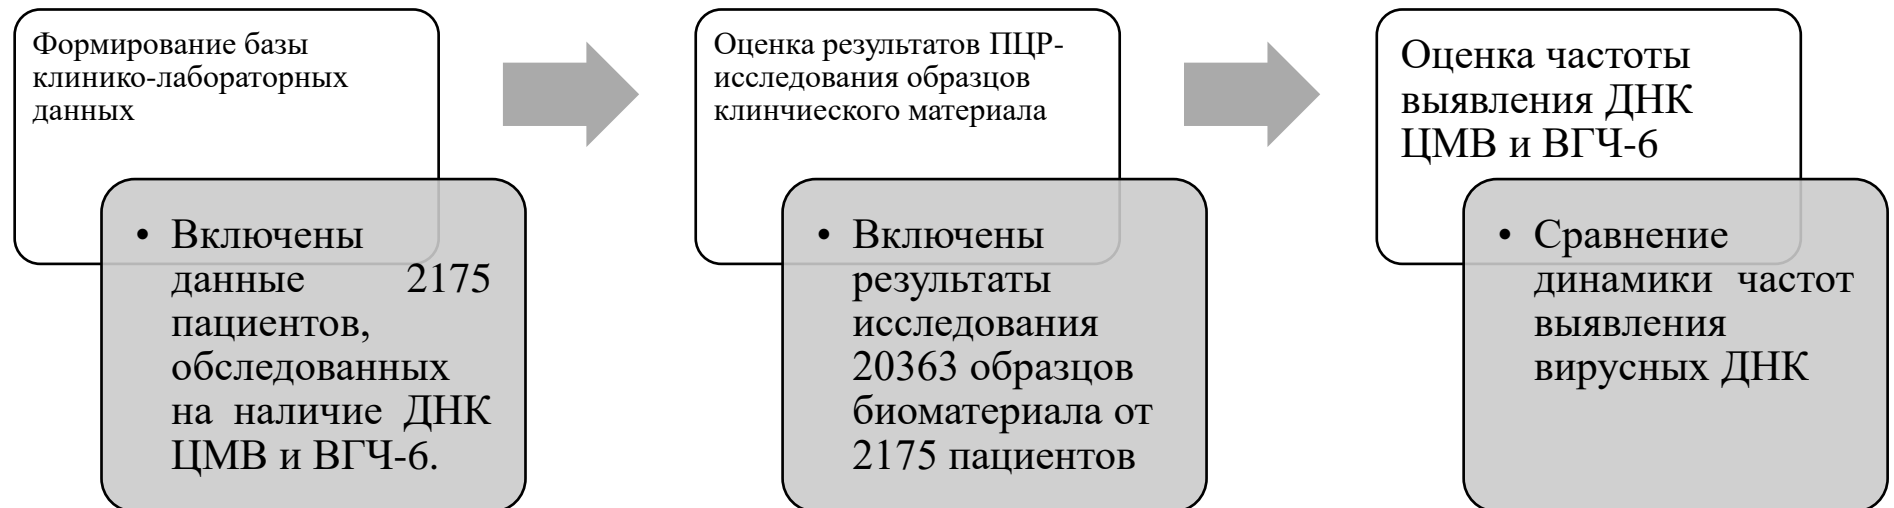 Формирование базы
клинико-лабораторных
данных
• Включены
данные 2175
пациентов,
обследованных
на наличие ДНК
ЦМВ и ВГЧ-6.
Оценка результатов ПЦР-
исследования образцов
клинчиеского материала
• Включены
результаты
исследования
20363 образцов
биоматериала от
2175 пациентов
Оценка частоты
выявления ДНК
ЦМВ и ВГЧ-6
• Сравнение
динамики частот
выявления
вирусных ДНК